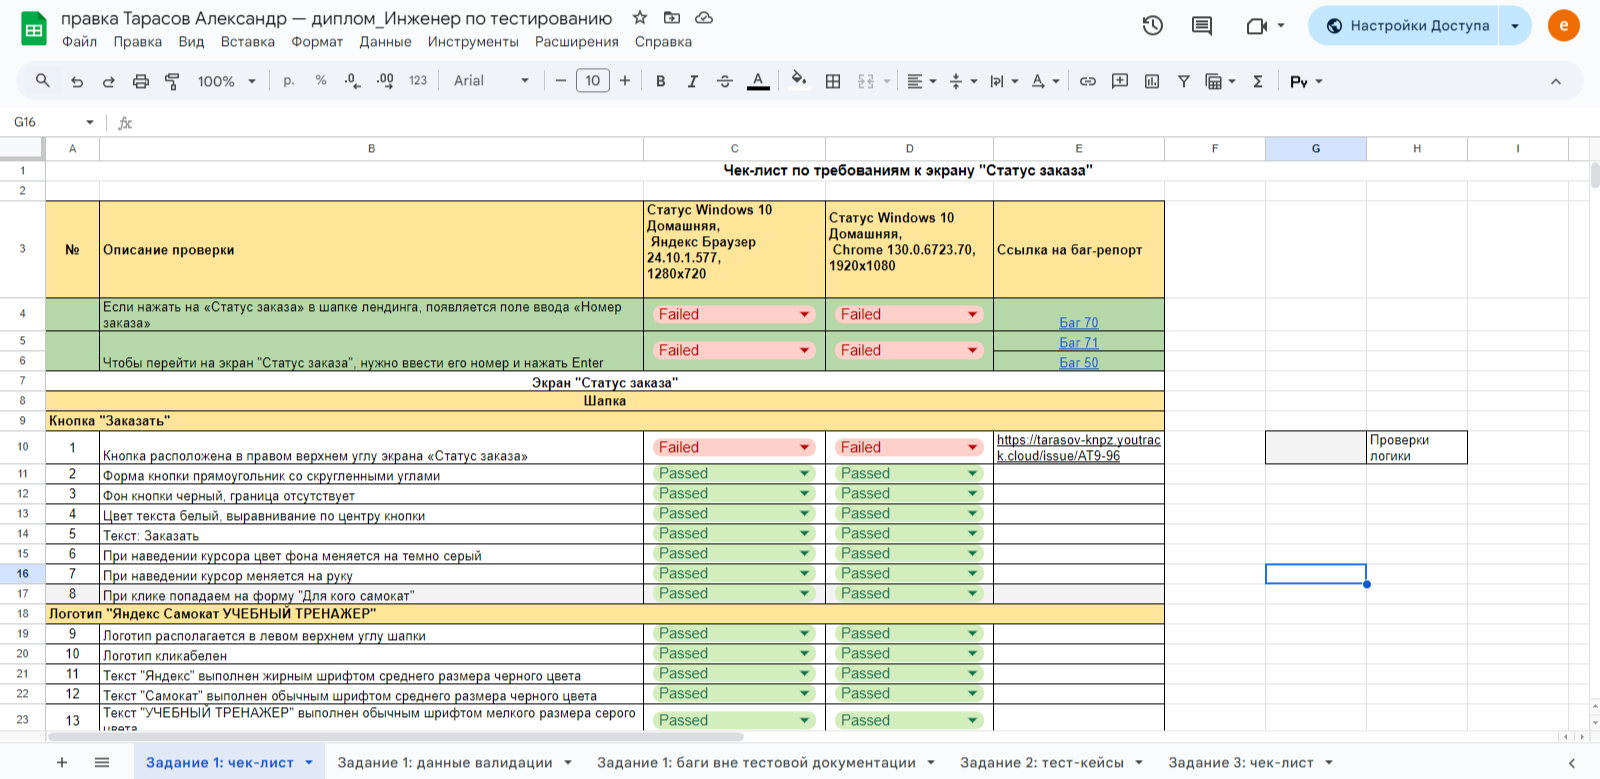 правка Тарасов Александр — диплом_Инженер по тестированию
Файл Правка Вид Вставка Формат Данные Инструменты Расширения Справка
Настройки Доступа
e
100% р. % .0 .00 123 Arial 10 B I A Σ Ру
G16 fx
A B C D E F G H I
1 Чек-лист по требованиям к экрану "Статус заказа"
2
3 № Описание проверки
Статус Windows 10
Домашняя,
Яндекс Браузер
24.10.1.577,
1280x720
Статус Windows 10
Домашняя,
Chrome 130.0.6723.70,
1920x1080
Ссылка на баг-репорт
4 Если нажать на «Статус заказа» в шапке лендинга, появляется поле ввода «Номер
заказа» Failed Failed Баг 70
5 Баг 71
6 Чтобы перейти на экран "Статус заказа", нужно ввести его номер и нажать Enter Failed Failed Баг 50
7 Экран "Статус заказа"
8 Шапка
9 Кнопка "Заказать"
10 1 Кнопка расположена в правом верхнем углу экрана «Статус заказа» Failed Failed
https://tarasov-knpz.youtrac
k.cloud/issue/AT9-96
Проверки
логики
11 2 Форма кнопки прямоугольник со скругленными углами Passed Passed
12 3 Фон кнопки черный, граница отсутствует Passed Passed
13 4 Цвет текста белый, выравнивание по центру кнопки Passed Passed
14 5 Текст: Заказать Passed Passed
15 6 При наведении курсора цвет фона меняется на темно серый Passed Passed
16 7 При наведении курсор меняется на руку Passed Passed
17 8 При клике попадаем на форму "Для кого самокат" Passed Passed
18 Логотип "Яндекс Самокат УЧЕБНЫЙ ТРЕНАЖЕР"
19 9 Логотип располагается в левом верхнем углу шапки Passed Passed
20 10 Логотип кликабелен Passed Passed
21 11 Текст "Яндекс" выполнен жирным шрифтом среднего размера черного цвета Passed Passed
22 12 Текст "Самокат" выполнен обычным шрифтом среднего размера черного цвета Passed Passed
23 13 Текст "УЧЕБНЫЙ ТРЕНАЖЕР" выполнен обычным шрифтом мелкого размера серого
цвета Passed Passed
Задание 1: чек-лист Задание 1: данные валидации Задание 1: баги вне тестовой документации Задание 2: тест-кейсы Задание 3: чек-лист